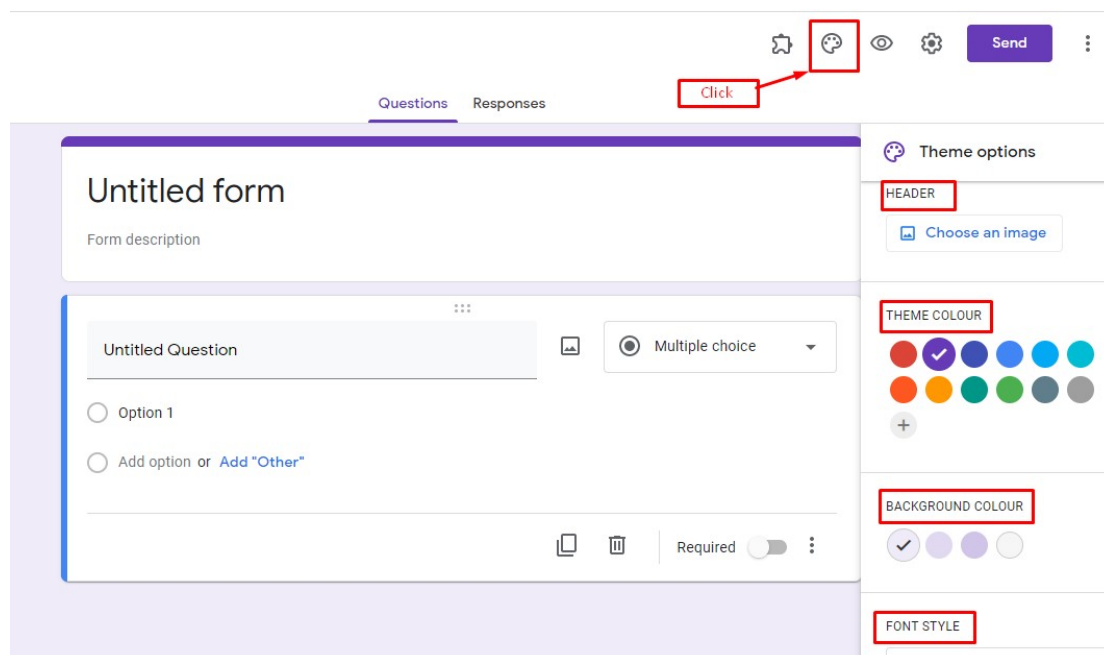 Send
Click
Questions Responses
Theme options
Untitled form
HEADER
Form description
Choose an image
THEME COLOUR
Untitled Question
Multiple choice
Option 1
Add option or Add "Other"
BACKGROUND COLOUR
Required
FONT STYLE